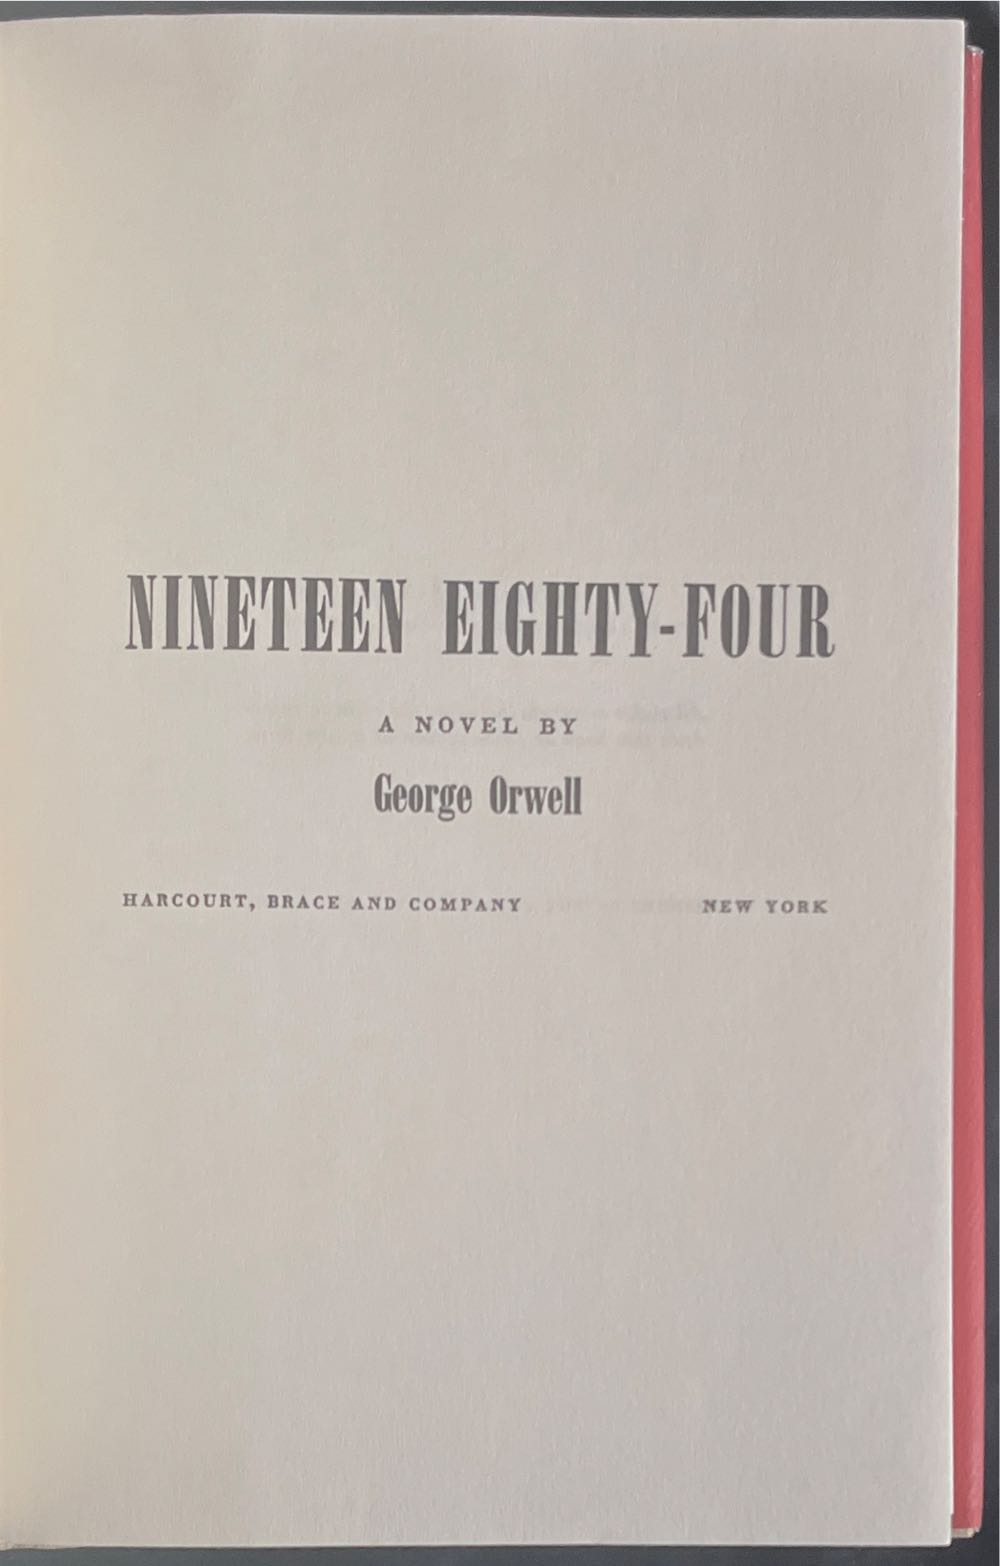 NINETEEN EIGHTY-FOUR
A NOVEL BY
George Orwell
HARCOURT, BRACE AND COMPANY NEW YORK